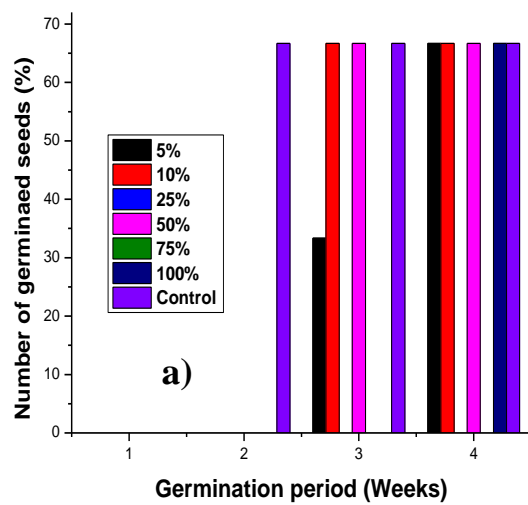 Number of germinaed seeds (%)
70
60
50
40
30
20
10
0
5%
10%
25%
50%
75%
100%
Control
a)
1 2 3 4
Germination period (Weeks)